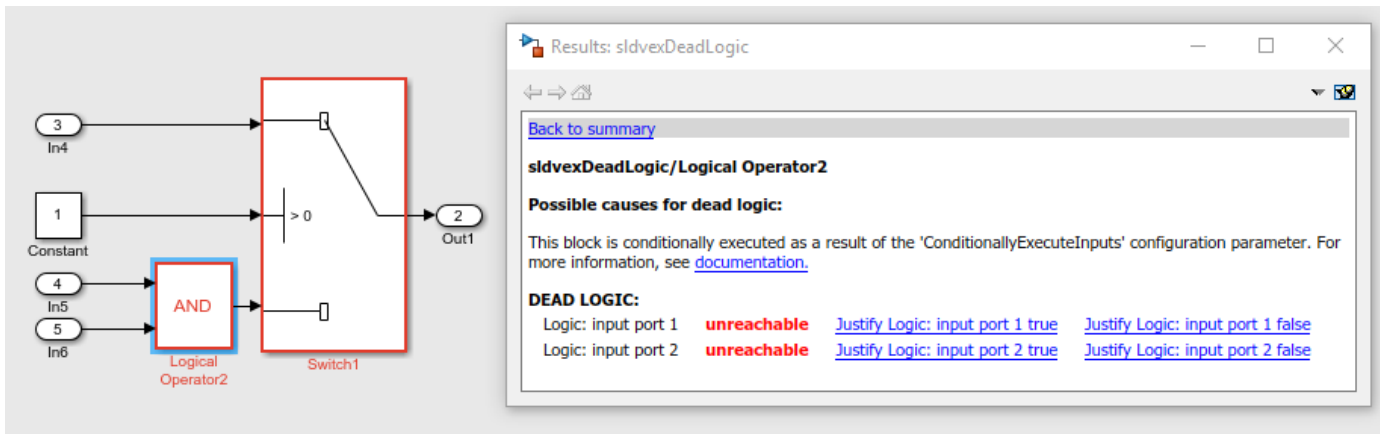 3
In4
1
Constant
4
In5
5
In6
AND
Logical
Operator2
> 0
Switch1
2
Out1
Results: sldvexDeadLogic
Back to summary
sldvexDeadLogic/Logical Operator2
Possible causes for dead logic:
This block is conditionally executed as a result of the 'ConditionallyExecuteInputs' configuration parameter. For
more information, see documentation.
DEAD LOGIC:
Logic: input port 1 unreachable Justify Logic: input port 1 true Justify Logic: input port 1 false
Logic: input port 2 unreachable Justify Logic: input port 2 true Justify Logic: input port 2 false